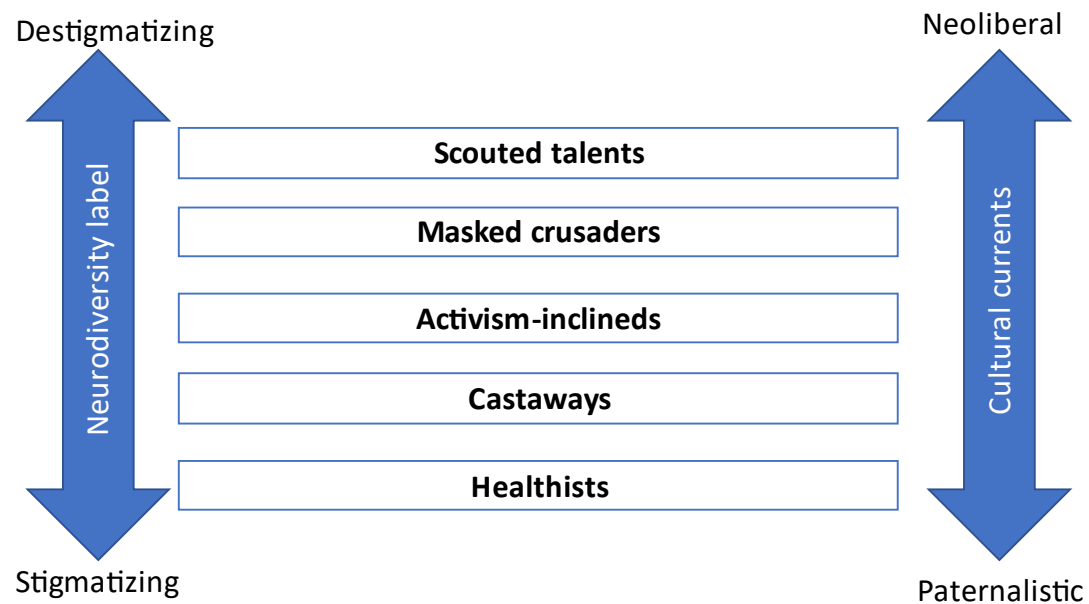 Destigmatizing
Neoliberal
Scouted talents
Masked crusaders
Activism-inclineds
Castaways
Healthists
Neurodiversity label
Cultural currents
Stigmatizing
Paternalistic